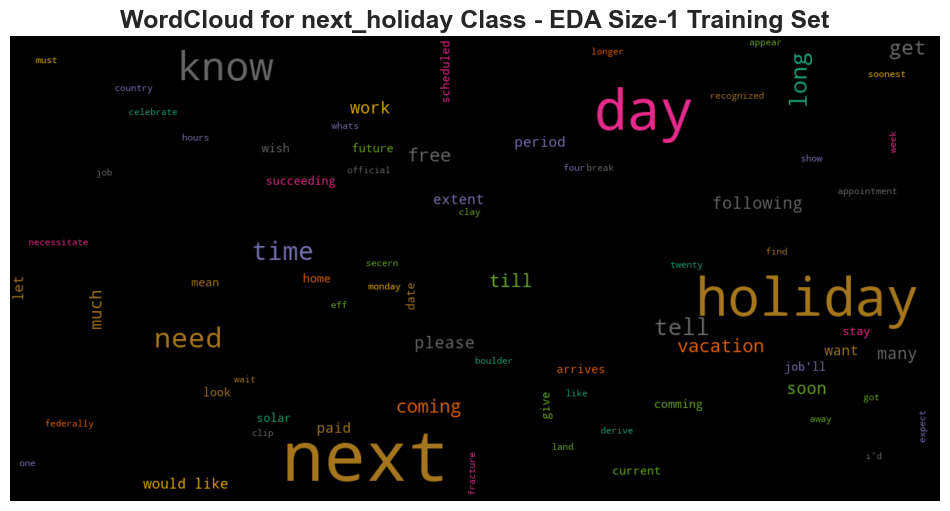 WordCloud for next_holiday Class - EDA Size-1 Training Set
appear
get
longer
know
must
long
scheduled
soonest
country
recognized
day
work
celebrate
whats
hours
period
week
wish
future
free
show
official
four
break
job
succeeding
appointment
extent
following
clay
necessitate
time
find
secern
twenty
home
till
holiday
let
mean
monday
date
much
eff
tell
stay
need
please
vacation
want
many
boulder
job'll
arrives
wait
look
like
soon
got
coming
give
comming
away
solar
federally
paid
derive
expect
clip
next
land
i'd
one
fracture
current
would like